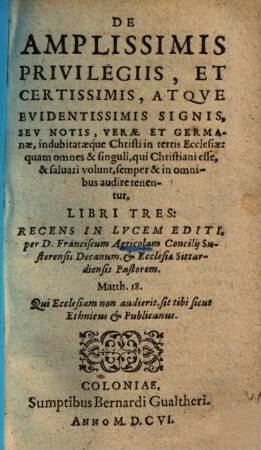 DE
AMPLISSIMIS
PRIVILEGIIS, ET
CERTISSIMIS, ATQVE
EVIDENTISSIMIS SIGNIS,
SEV NOTIS, VERÆ ET GERMA-
næ, indubitatæque Christi in terris Ecclesiæ:
quam omnes & singuli, qui Christiani esse,
& saluari volunt, semper & in omni-
bus audire tenen-
tur,
LIBRI TRES:
RECENS IN LVCEM EDITI,
per D. Franciscum Agricolam Concilij Su-
sterensis Decanum, & Ecclesiæ Sittar-
diensis Pastorem.
Matth. 18.
Qui Ecclesiam non audierit, sit tibi sicut
Ethnicus & Publicanus.
COLONIAE,
Sumptibus Bernardi Gualtheri.
ANNO M. D. CVI.